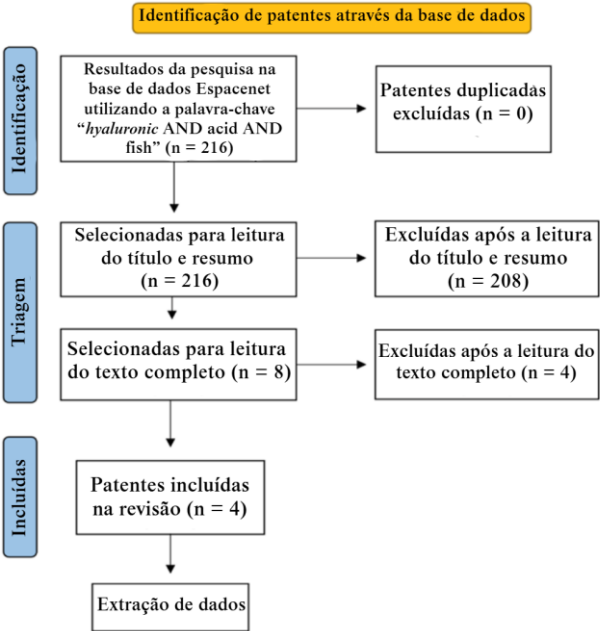 Identificação de patentes através da base de dados
Identificação
Resultados da pesquisa na
base de dados Espacenet
utilizando a palavra-chave
“hyaluronic AND acid AND
fish” (n = 216)
Patentes duplicadas
excluídas (n = 0)
Triagem
Selecionadas para leitura
do título e resumo
(n = 216)
Excluídas após a leitura
do título e resumo
(n = 208)
Selecionadas para leitura
do texto completo (n = 8)
Excluídas após a leitura do
texto completo (n = 4)
Incluídas
Patentes incluídas
na revisão (n = 4)
Extração de dados